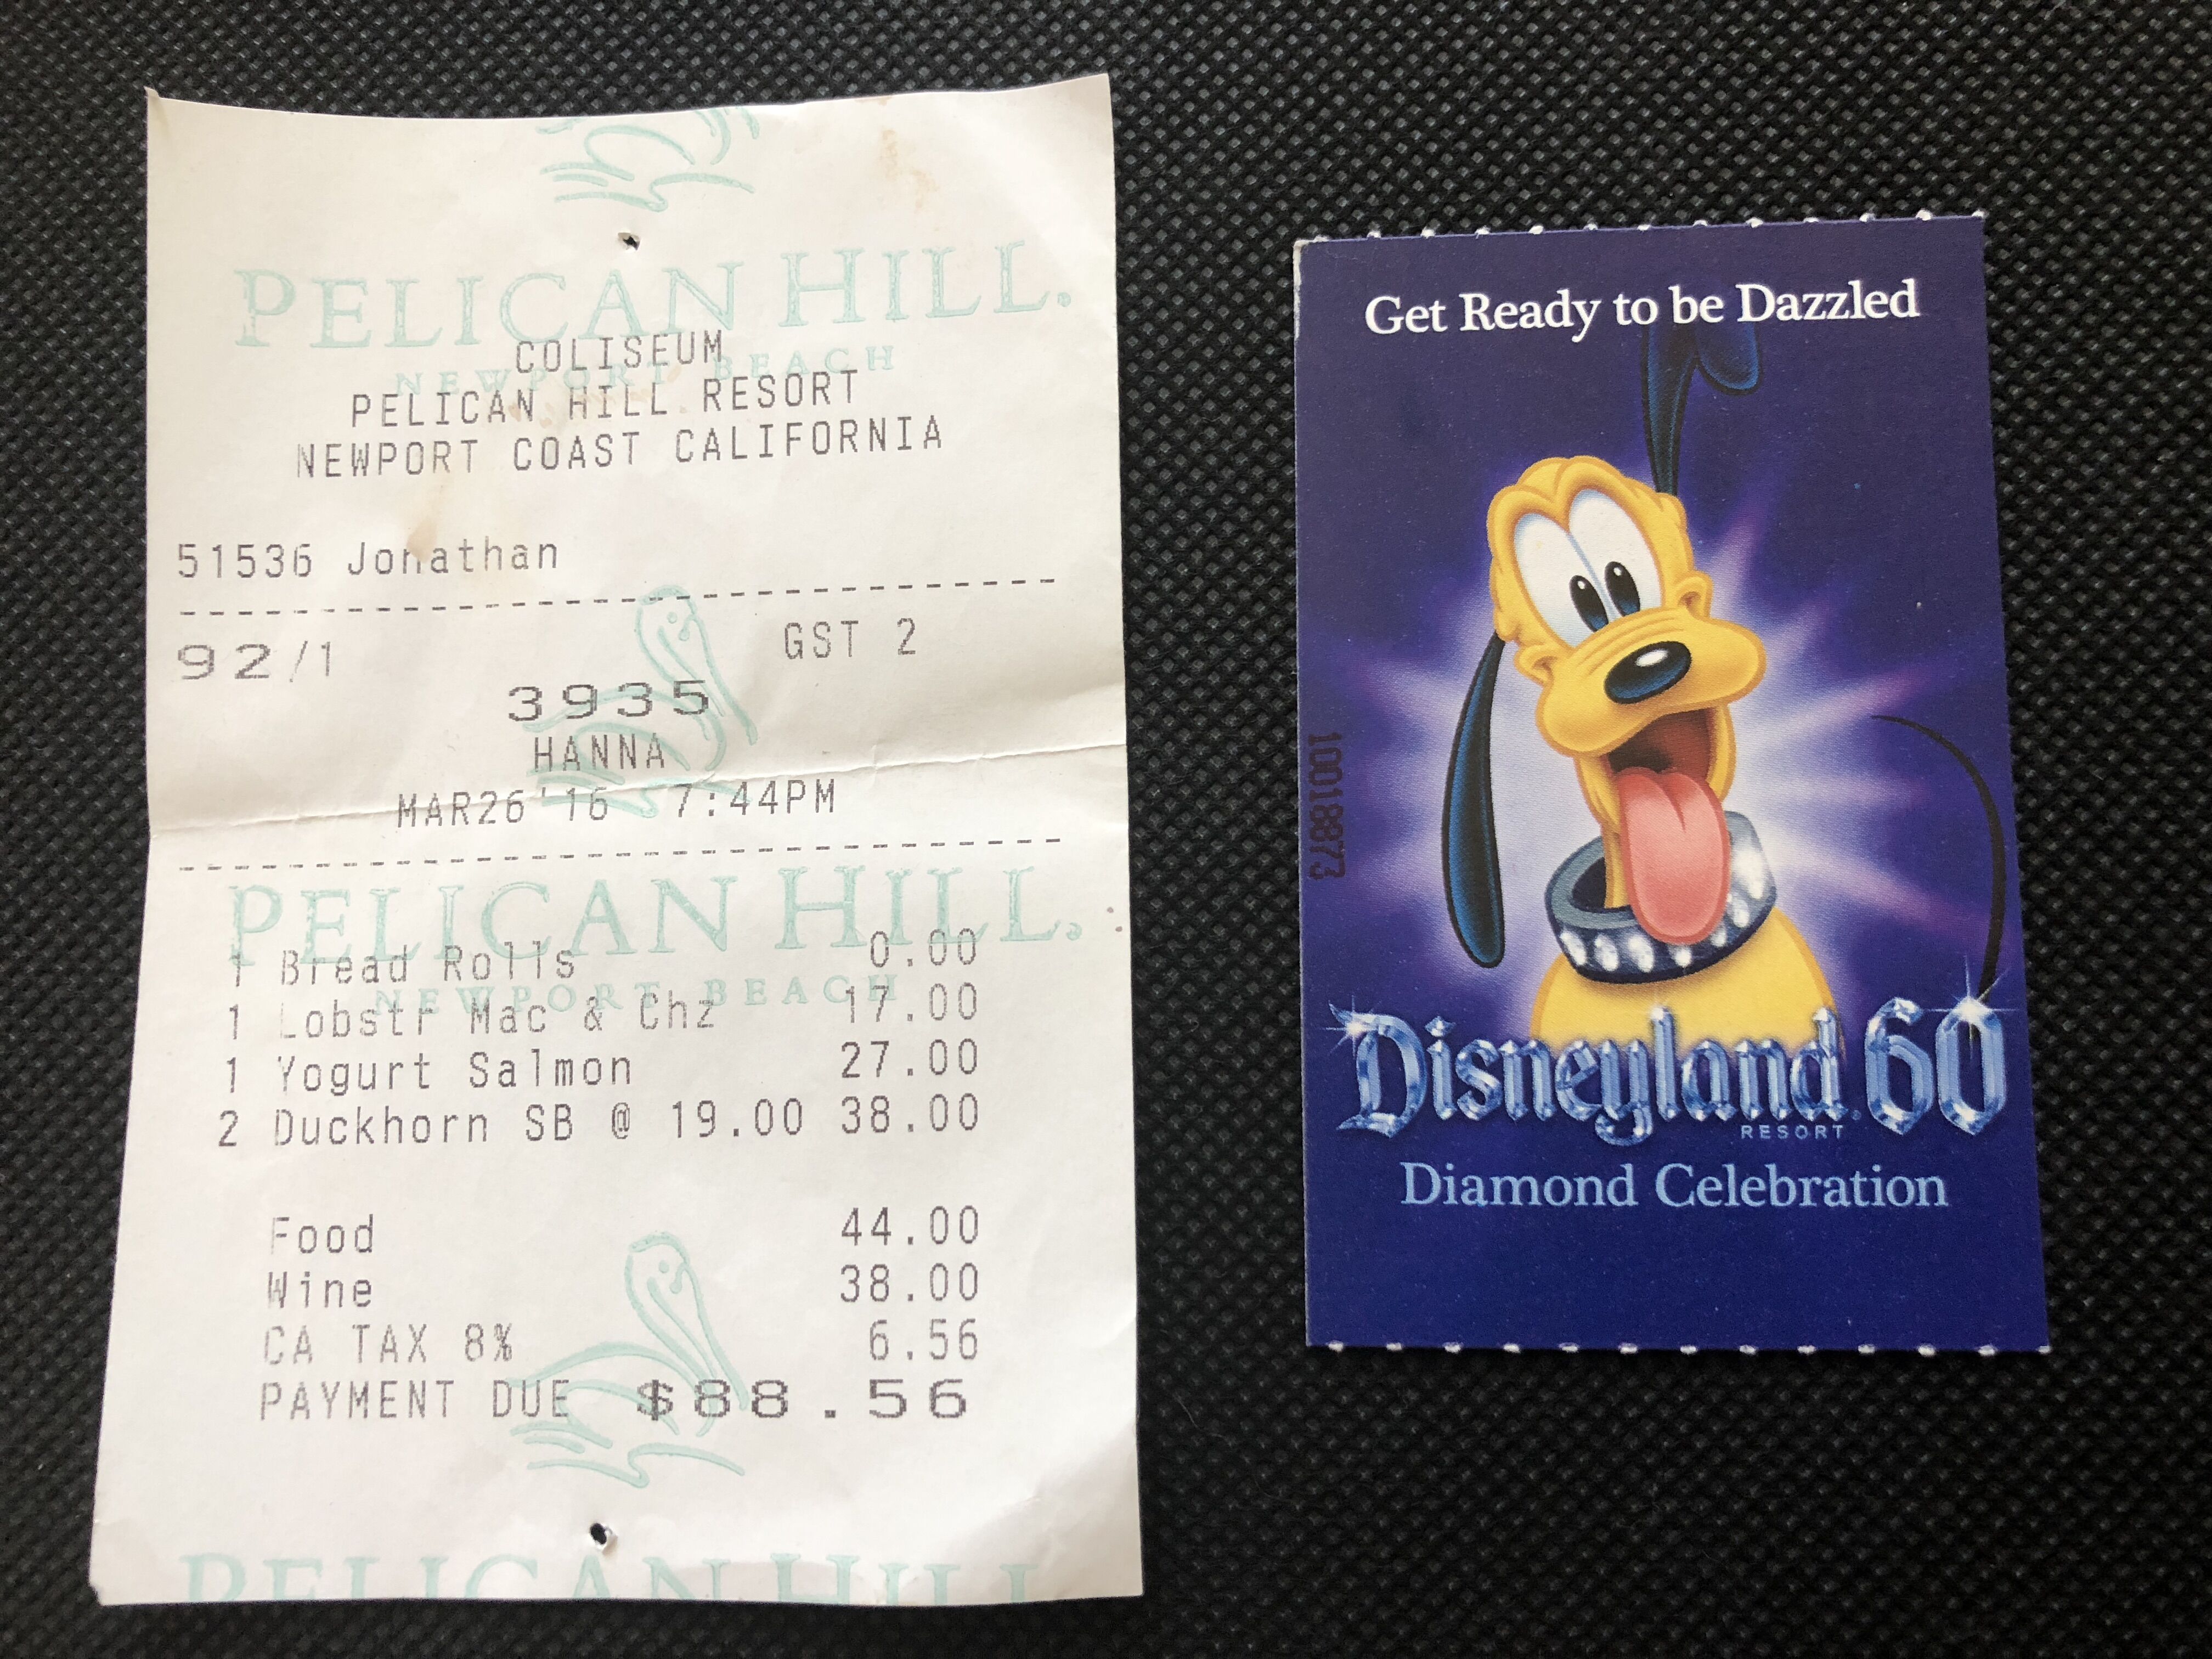 PELICAN HILL.
NEWPORT BEACH
COLISEUM
PELICAN HILL RESORT
NEWPORT COAST CALIFORNIA
51536 Jonathan
92/1 GST 2
3935
HANNA
MAR26'16 7:44PM
PELICAN HILL.
NEWPORT BEACH
1 Bread Rolls 0.00
1 Lobstr Mac & Chz 17.00
1 Yogurt Salmon 27.00
2 Duckhorn SB @ 19.00 38.00
Food 44.00
Wine 38.00
CA TAX 8% 6.56
PAYMENT DUE $88.56
PELICAN HILL
Get Ready to be Dazzled
10018873
Disneyland 60
RESORT
Diamond Celebration